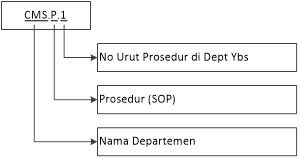 CMS.P.1
No Urut Prosedur di Dept Ybs
Prosedur (SOP)
Nama Departemen